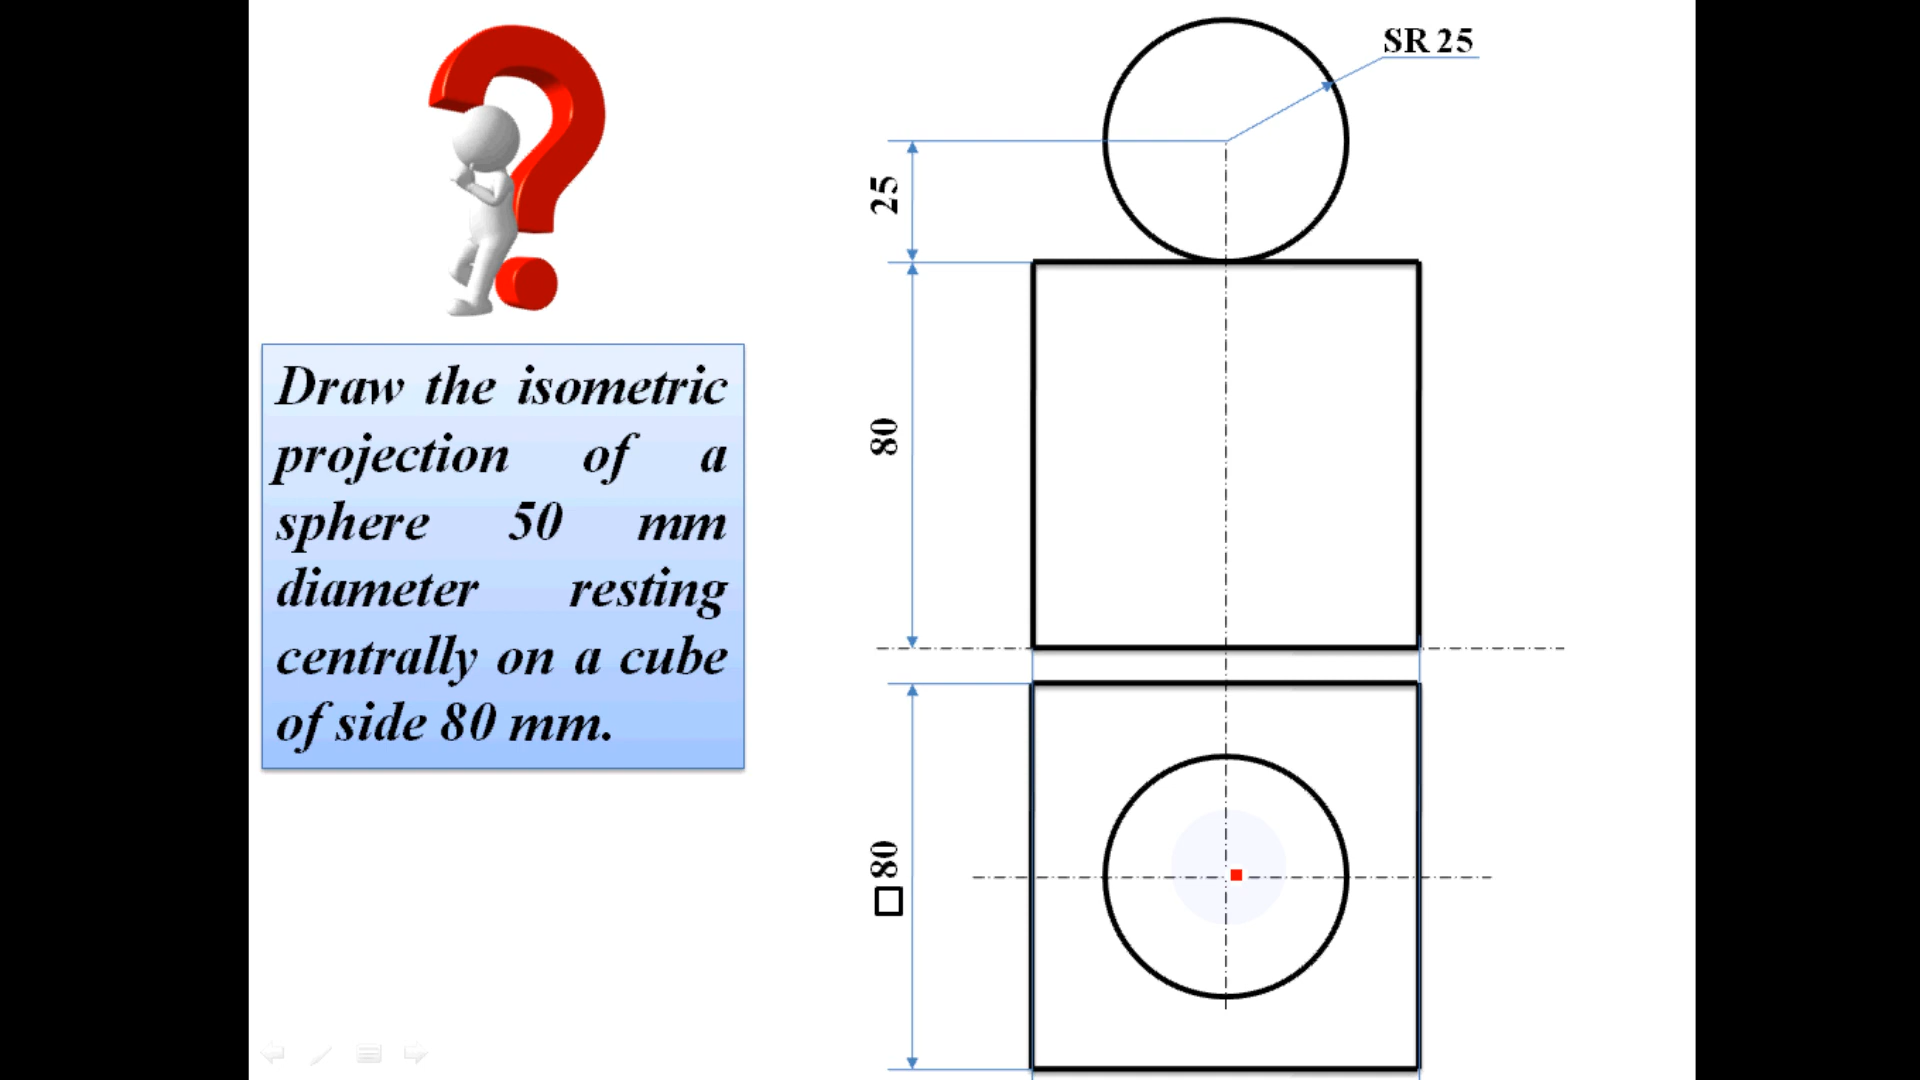 Draw the isometric
projection of a
sphere 50 mm
diameter resting
centrally on a cube
of side 80 mm.
SR 25
25
80
□80